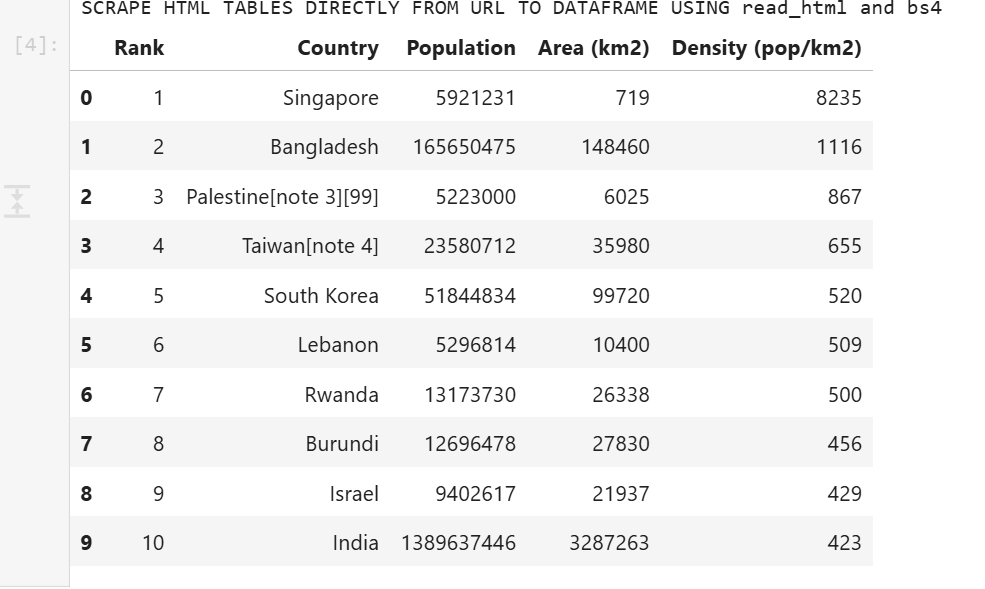 SCRAPE HTML TABLES DIRECTLY FROM URL TO DATAFRAME USING read_html and bs4
[4]:
Rank Country Population Area (km2) Density (pop/km2)
0 1 Singapore 5921231 719 8235
1 2 Bangladesh 165650475 148460 1116
2 3 Palestine[note 3][99] 5223000 6025 867
3 4 Taiwan[note 4] 23580712 35980 655
4 5 South Korea 51844834 99720 520
5 6 Lebanon 5296814 10400 509
6 7 Rwanda 13173730 26338 500
7 8 Burundi 12696478 27830 456
8 9 Israel 9402617 21937 429
9 10 India 1389637446 3287263 423